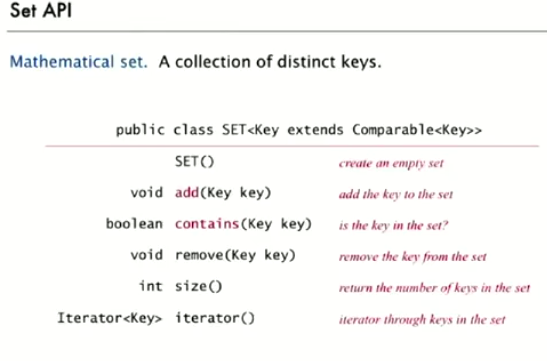 Set API
Mathematical set. A collection of distinct keys.
public class SET<Key extends Comparable<Key>>
SET() create an empty set
void add(Key key) add the key to the set
boolean contains(Key key) is the key in the set?
void remove(Key key) remove the key from the set
int size() return the number of keys in the set
Iterator<Key> iterator() iterator through keys in the set